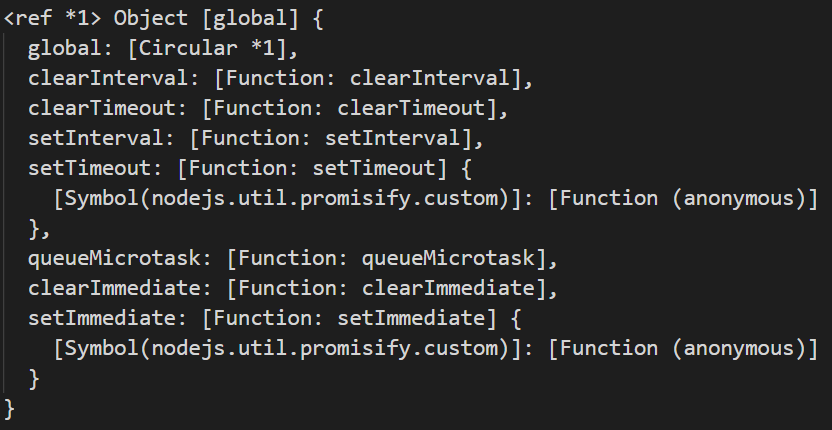 <ref *1> Object [global] {
  global: [Circular *1],
  clearInterval: [Function: clearInterval],
  clearTimeout: [Function: clearTimeout],
  setInterval: [Function: setInterval],
  setTimeout: [Function: setTimeout] {
    [Symbol(nodejs.util.promisify.custom)]: [Function (anonymous)]
  },
  queueMicrotask: [Function: queueMicrotask],
  clearImmediate: [Function: clearImmediate],
  setImmediate: [Function: setImmediate] {
    [Symbol(nodejs.util.promisify.custom)]: [Function (anonymous)]
  }
}